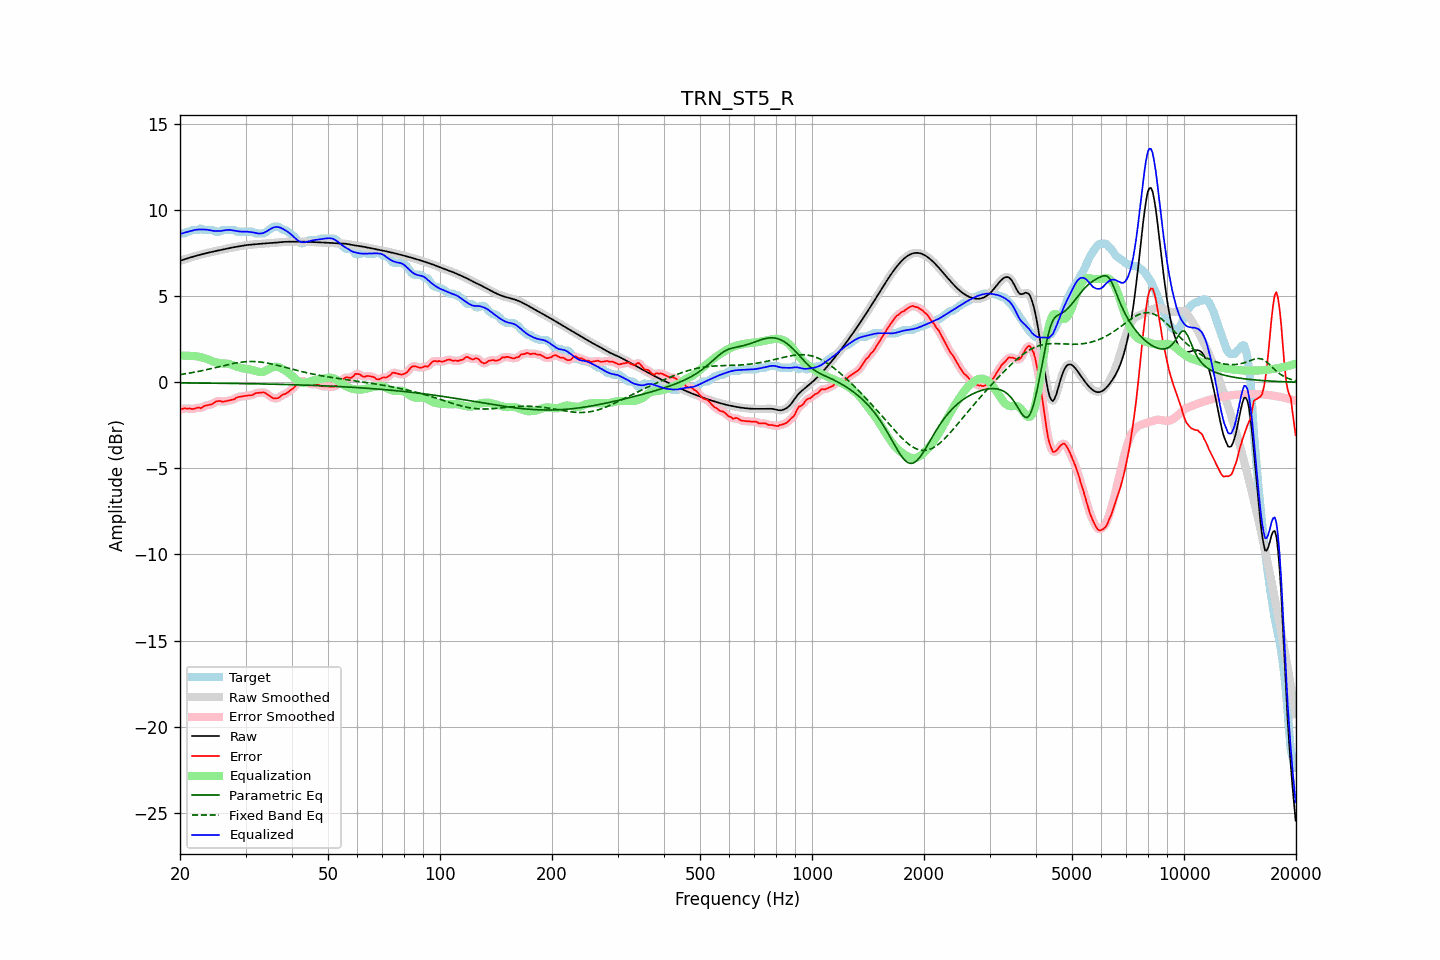 TRN_ST5_R
Amplitude (dBr)
15
10
5
0
−5
−10
−15
−20
−25
Target
Raw Smoothed
Error Smoothed
Raw
Error
Equalization
Parametric Eq
Fixed Band Eq
Equalized
20 50 100 200 500 1000 2000 5000 10000 20000
Frequency (Hz)